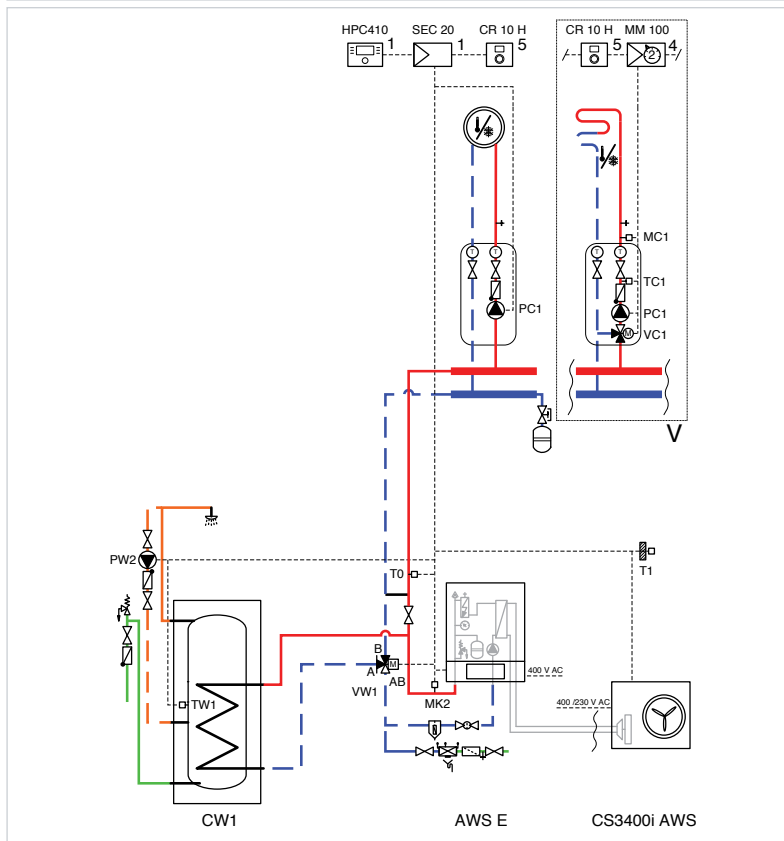 HPC410 SEC 20 CR 10 H CR 10 H MM 100
1 1 5 5 2 4
T T T T
MC1
TC1
PC1 PC1
M VC1
V
PW2
T0 T1
B
A M
AB
VW1
400 V AC
TW1 MK2
400 /230 V AC
CW1 AWS E CS3400i AWS